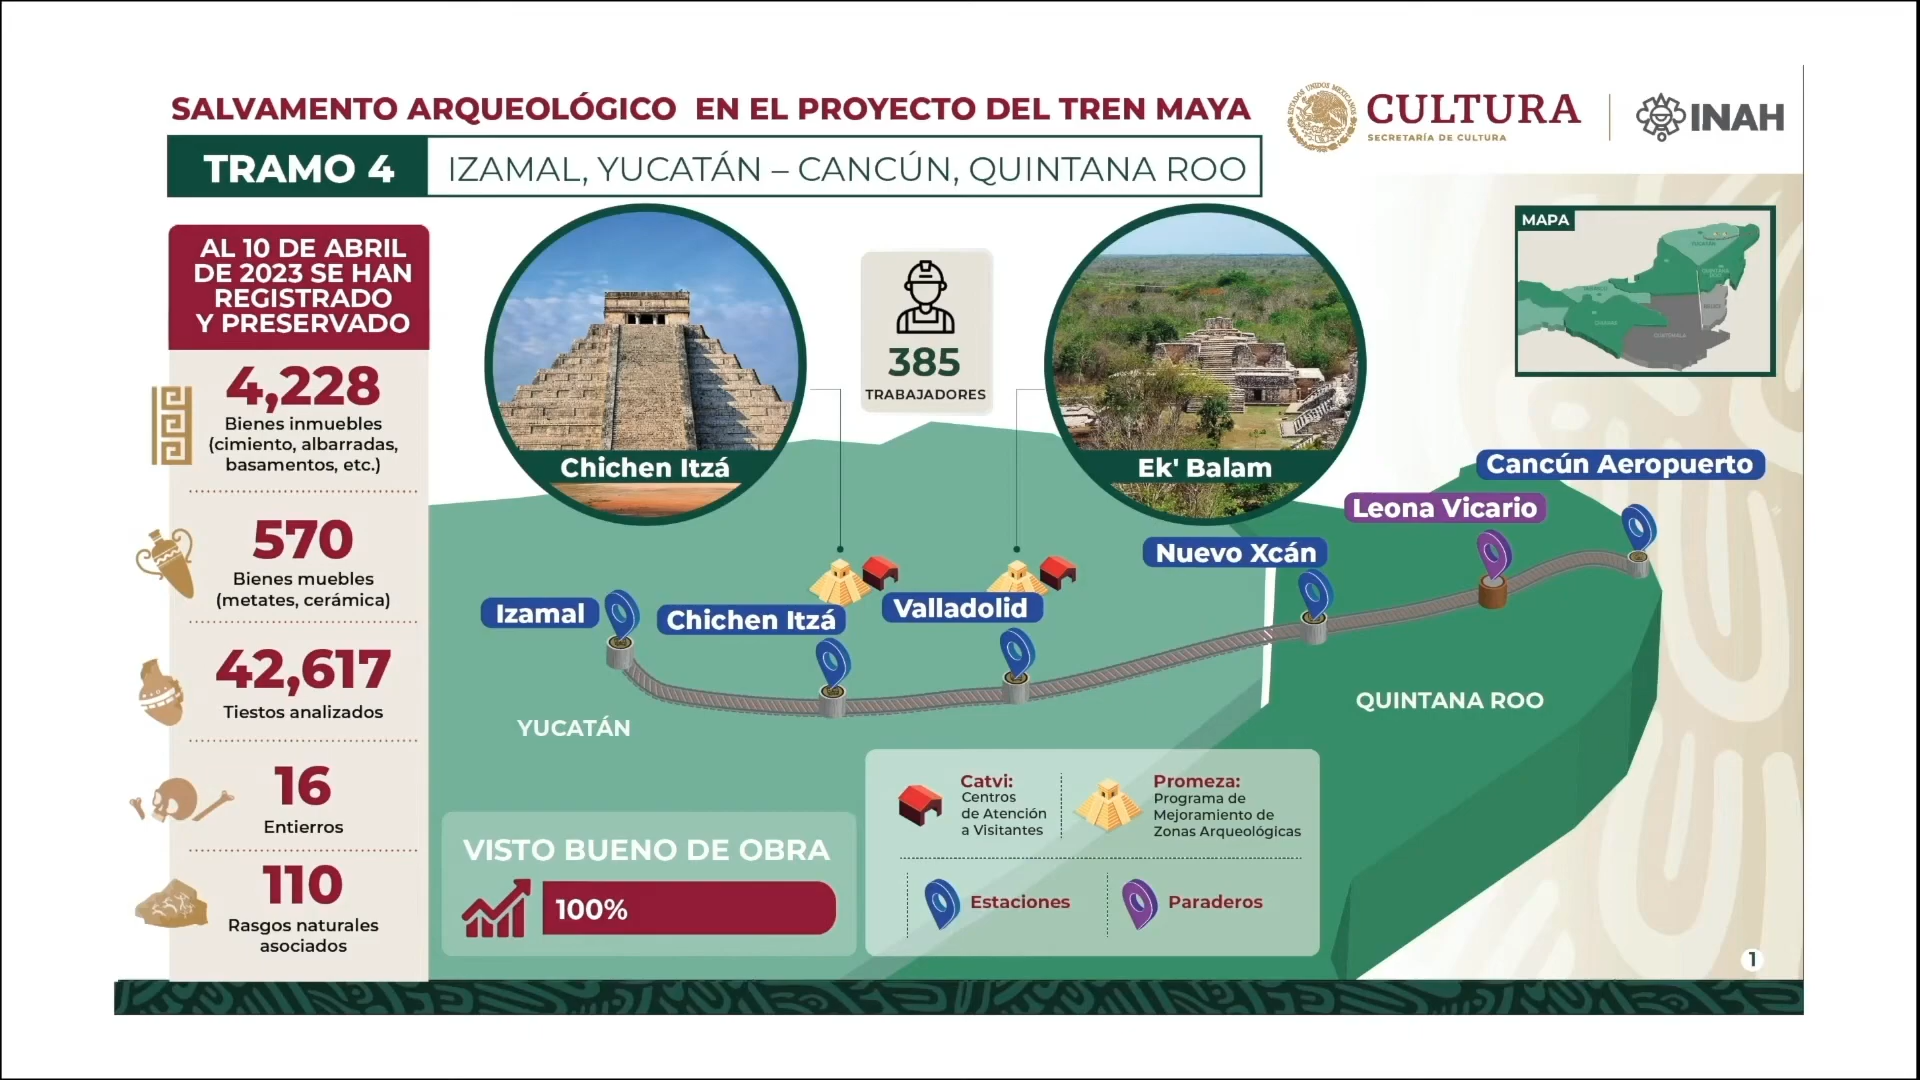 SALVAMENTO ARQUEOLÓGICO EN EL PROYECTO DEL TREN MAYA
CULTURA
SECRETARÍA DE CULTURA
INAH
TRAMO 4
IZAMAL, YUCATÁN – CANCÚN, QUINTANA ROO
MAPA
AL 10 DE ABRIL
DE 2023 SE HAN
REGISTRADO
Y PRESERVADO
4,228
Bienes inmuebles
(cimiento, albarradas,
basamentos, etc.)
570
Bienes muebles
(metates, cerámica)
42,617
Tiestos analizados
16
Entierros
110
Rasgos naturales
asociados
Chichen Itzá
385
TRABAJADORES
Ek' Balam
Cancún Aeropuerto
Leona Vicario
Nuevo Xcán
Valladolid
Chichen Itzá
Izamal
YUCATÁN
QUINTANA ROO
VISTO BUENO DE OBRA
100%
Catvi:
Centros
de Atención
a Visitantes
Promeza:
Programa de
Mejoramiento de
Zonas Arqueológicas
Estaciones
Paraderos
1